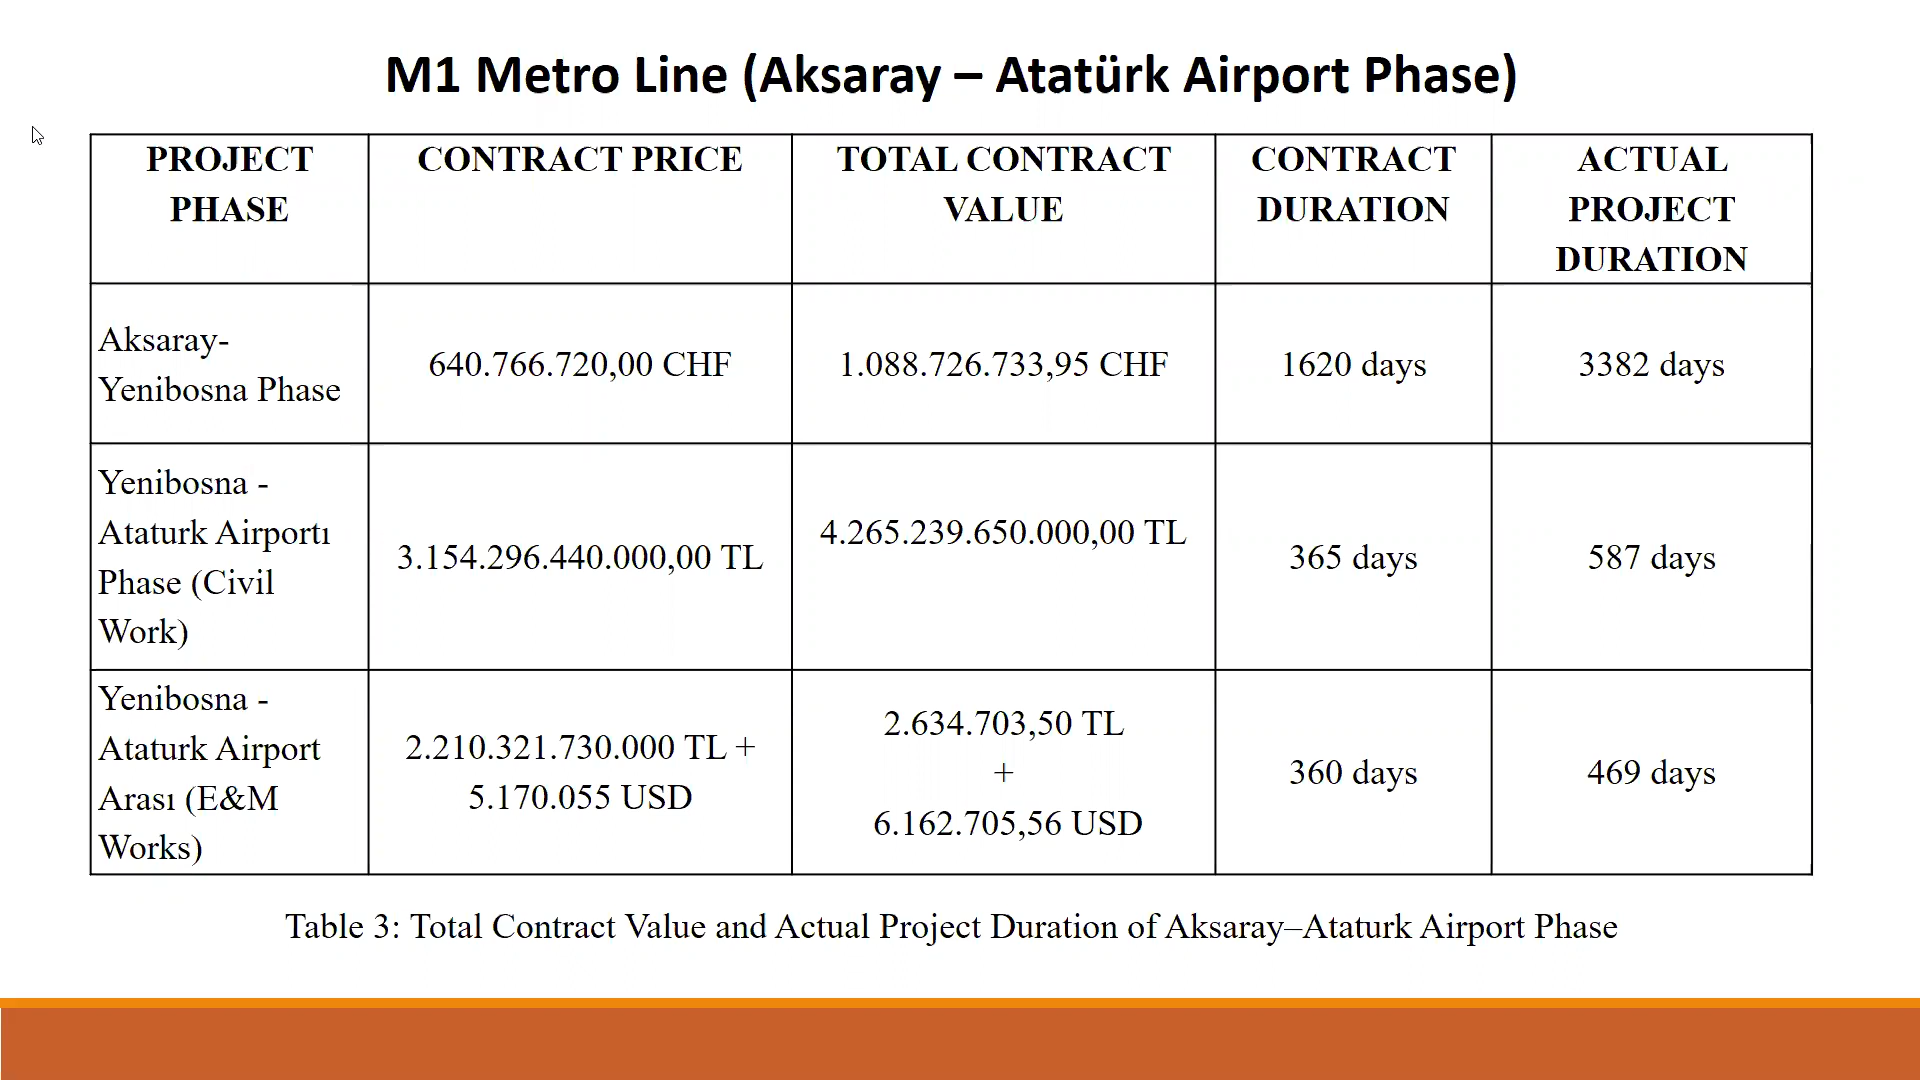 M1 Metro Line (Aksaray – Atatürk Airport Phase)
PROJECT
PHASE
CONTRACT PRICE
TOTAL CONTRACT
VALUE
CONTRACT
DURATION
ACTUAL
PROJECT
DURATION
Aksaray-
Yenibosna Phase
640.766.720,00 CHF
1.088.726.733,95 CHF
1620 days
3382 days
Yenibosna -
Ataturk Airportı
Phase (Civil
Work)
3.154.296.440.000,00 TL
4.265.239.650.000,00 TL
365 days
587 days
Yenibosna -
Ataturk Airport
Arası (E&M
Works)
2.210.321.730.000 TL +
5.170.055 USD
2.634.703,50 TL
+
6.162.705,56 USD
360 days
469 days
Table 3: Total Contract Value and Actual Project Duration of Aksaray–Ataturk Airport Phase